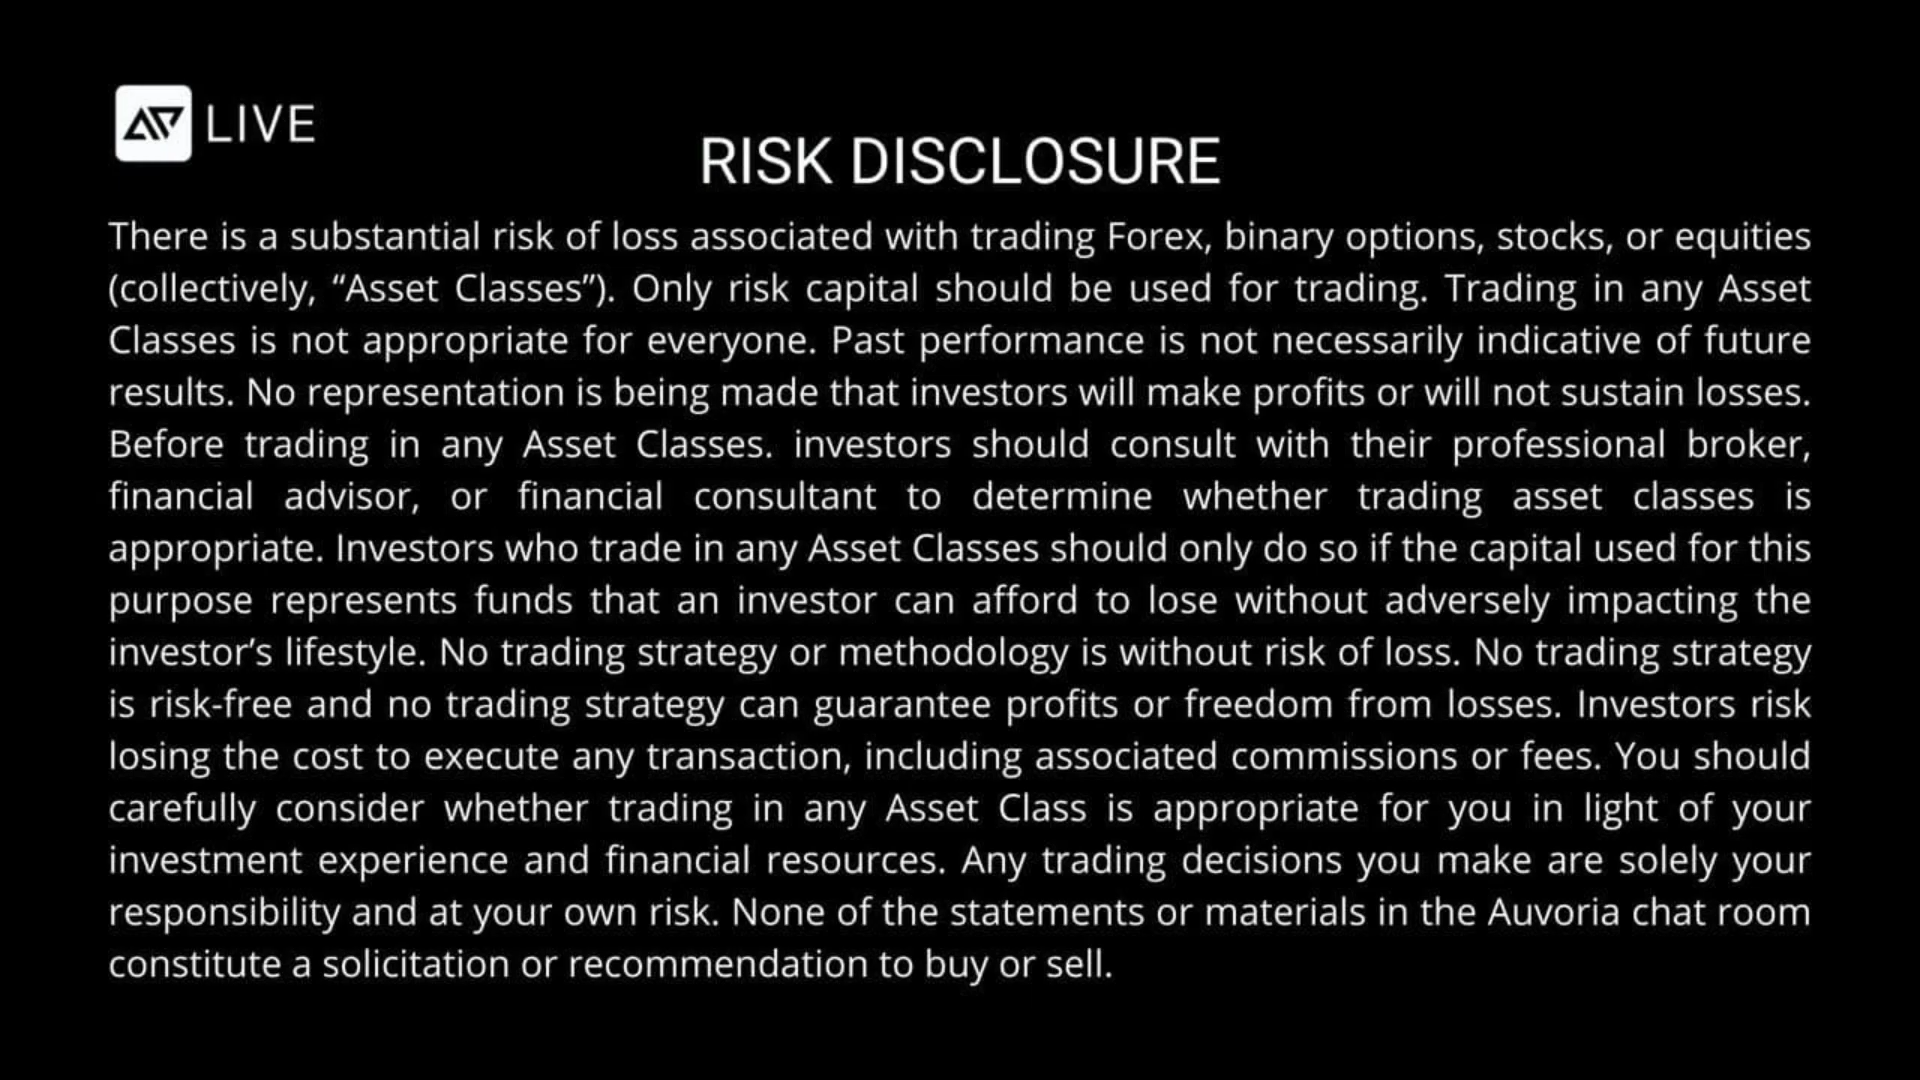 LIVE
RISK DISCLOSURE
There is a substantial risk of loss associated with trading Forex, binary options, stocks, or equities
(collectively, “Asset Classes”). Only risk capital should be used for trading. Trading in any Asset
Classes is not appropriate for everyone. Past performance is not necessarily indicative of future
results. No representation is being made that investors will make profits or will not sustain losses.
Before trading in any Asset Classes. investors should consult with their professional broker,
financial advisor, or financial consultant to determine whether trading asset classes is
appropriate. Investors who trade in any Asset Classes should only do so if the capital used for this
purpose represents funds that an investor can afford to lose without adversely impacting the
investor’s lifestyle. No trading strategy or methodology is without risk of loss. No trading strategy
is risk-free and no trading strategy can guarantee profits or freedom from losses. Investors risk
losing the cost to execute any transaction, including associated commissions or fees. You should
carefully consider whether trading in any Asset Class is appropriate for you in light of your
investment experience and financial resources. Any trading decisions you make are solely your
responsibility and at your own risk. None of the statements or materials in the Auvoria chat room
constitute a solicitation or recommendation to buy or sell.